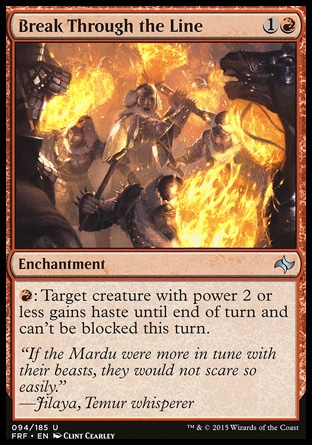 Break Through the Line 1
Enchantment
: Target creature with power 2 or
less gains haste until end of turn and
can't be blocked this turn.
"If the Mardu were more in tune with
their beasts, they would not scare so
easily."
—Jilaya, Temur whisperer
094/185 U
FRF • EN Clint Cearley ™ & © 2015 Wizards of the Coast